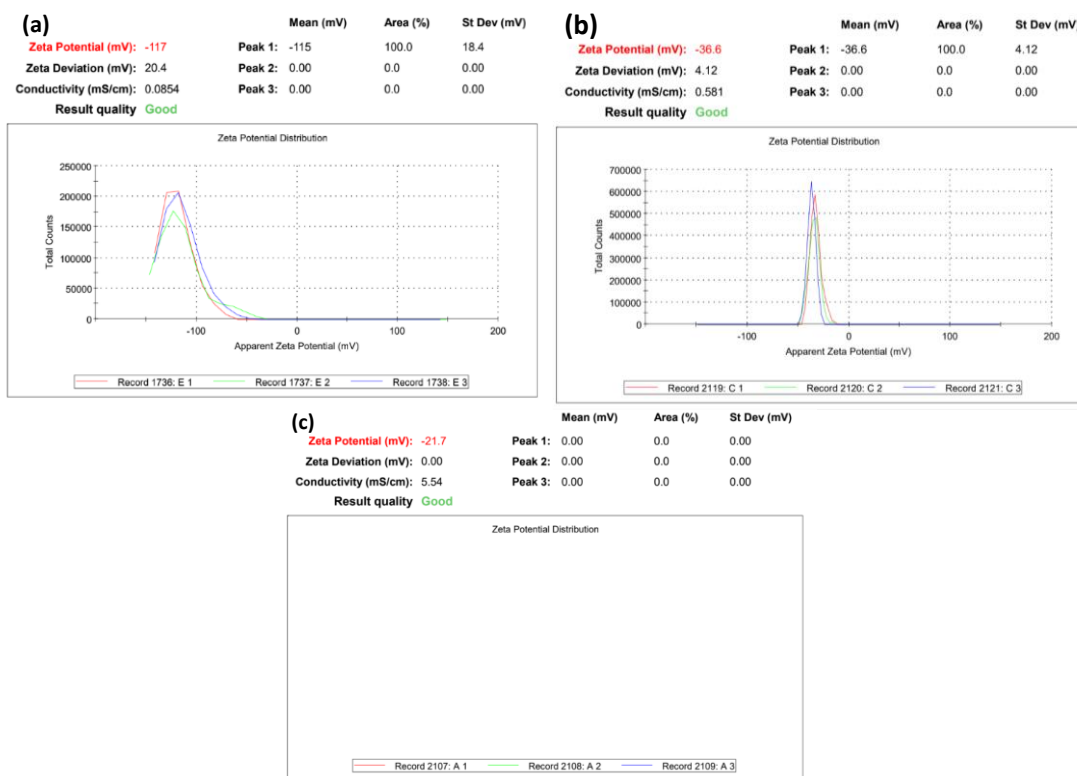 (a)
Mean (mV) Area (%) St Dev (mV)
Zeta Potential (mV): -117 Peak 1: -115 100.0 18.4
Zeta Deviation (mV): 20.4 Peak 2: 0.00 0.0 0.00
Conductivity (mS/cm): 0.0854 Peak 3: 0.00 0.0 0.00
Result quality Good
Zeta Potential Distribution
Total Counts
250000
200000
150000
100000
50000
0
-100 0 100 200
Apparent Zeta Potential (mV)
Record 1736: E 1 Record 1737: E 2 Record 1738: E 3
(b)
Mean (mV) Area (%) St Dev (mV)
Zeta Potential (mV): -36.6 Peak 1: -36.6 100.0 4.12
Zeta Deviation (mV): 4.12 Peak 2: 0.00 0.0 0.00
Conductivity (mS/cm): 0.581 Peak 3: 0.00 0.0 0.00
Result quality Good
Zeta Potential Distribution
Total Counts
700000
600000
500000
400000
300000
200000
100000
0
-100 0 100 200
Apparent Zeta Potential (mV)
Record 2119: C 1 Record 2120: C 2 Record 2121: C 3
(c)
Mean (mV) Area (%) St Dev (mV)
Zeta Potential (mV): -21.7 Peak 1: 0.00 0.0 0.00
Zeta Deviation (mV): 0.00 Peak 2: 0.00 0.0 0.00
Conductivity (mS/cm): 5.54 Peak 3: 0.00 0.0 0.00
Result quality Good
Zeta Potential Distribution
Record 2107: A 1 Record 2108: A 2 Record 2109: A 3